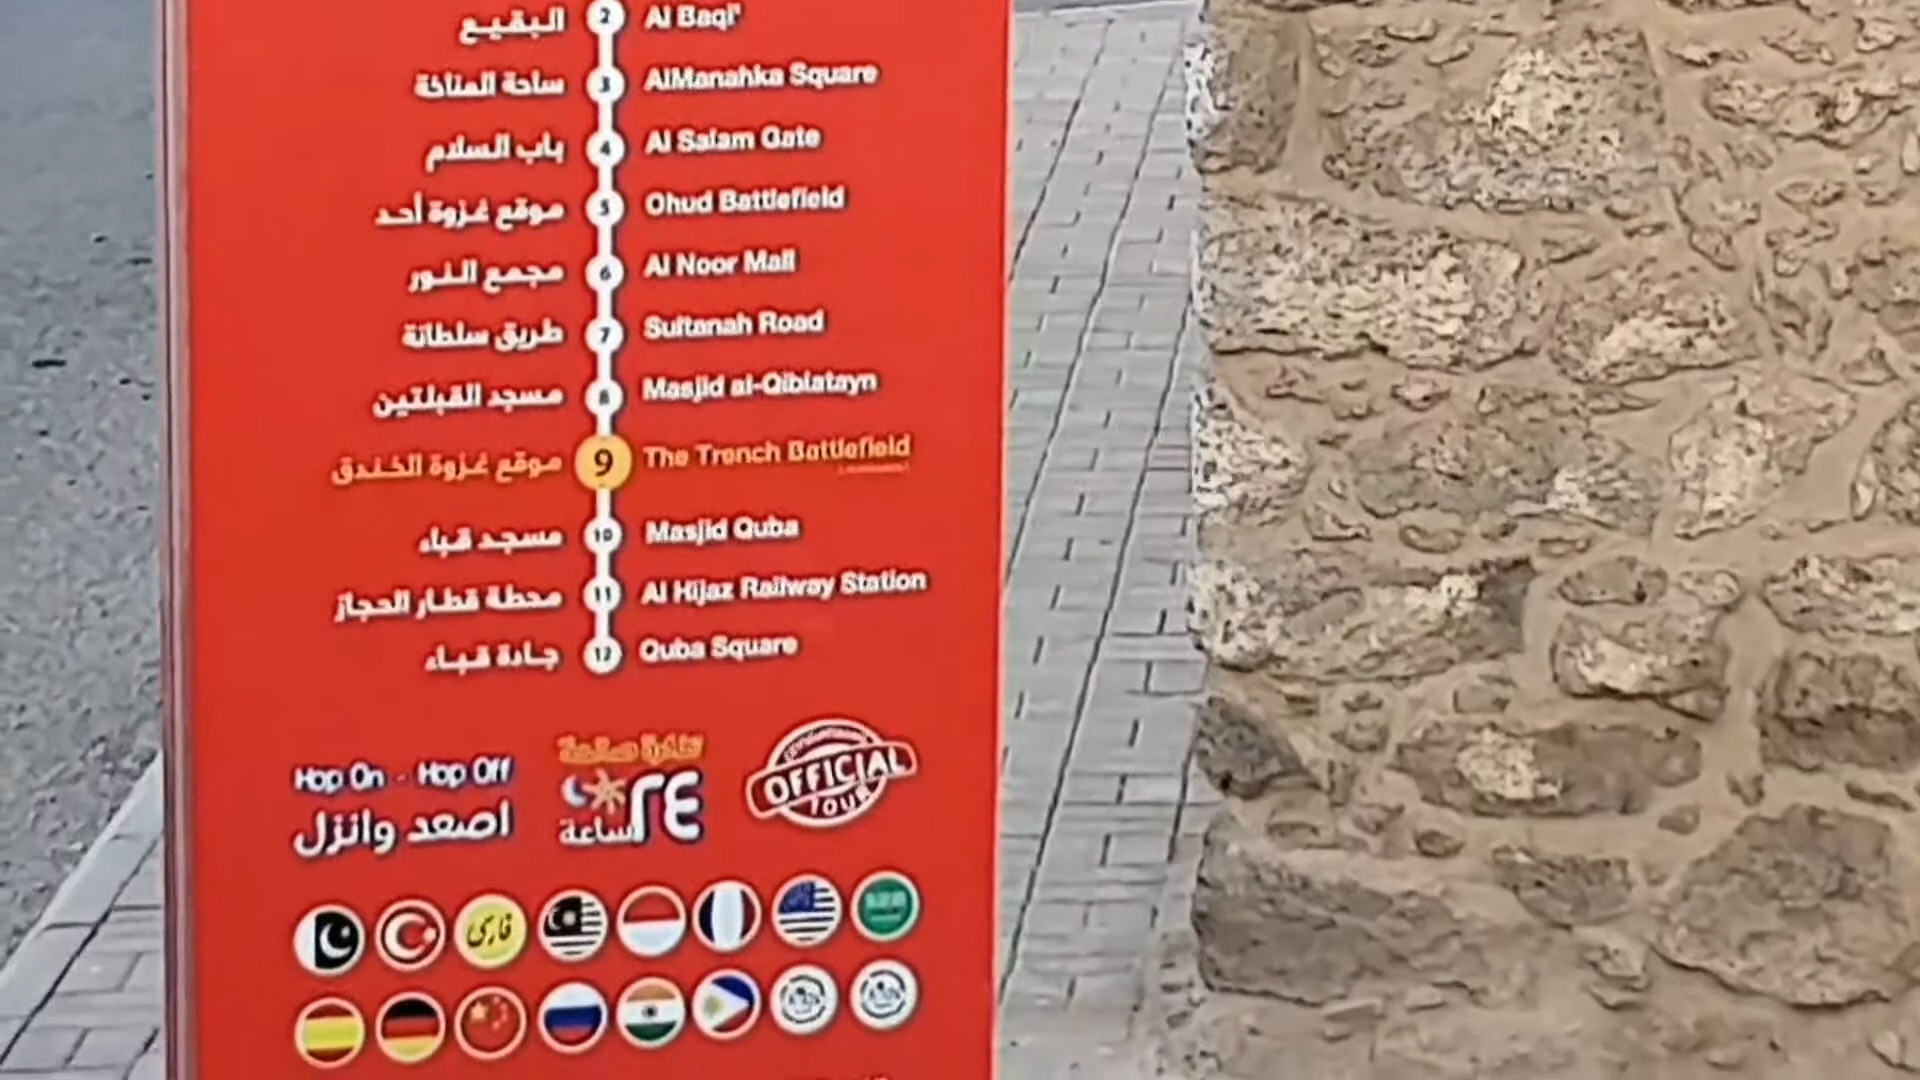 البقيع 2 Al Baqi'
ساحة المناخة 3 AlManahka Square
باب السلام 4 Al Salam Gate
موقع غزوة أحد 5 Ohud Battlefield
مجمع النور 6 Al Noor Mall
طريق سلطانة 7 Sultanah Road
مسجد القبلتين 8 Masjid al-Qiblatayn
موقع غزوة الخندق 9 The Trench Battlefield
مسجد قباء 10 Masjid Quba
محطة قطار الحجاز 11 Al Hijaz Railway Station
جادة قباء 12 Quba Square
Hop On - Hop Off
اصعد وانزل
٢٤
ساعة
OFFICIAL
TOUR
فارسی